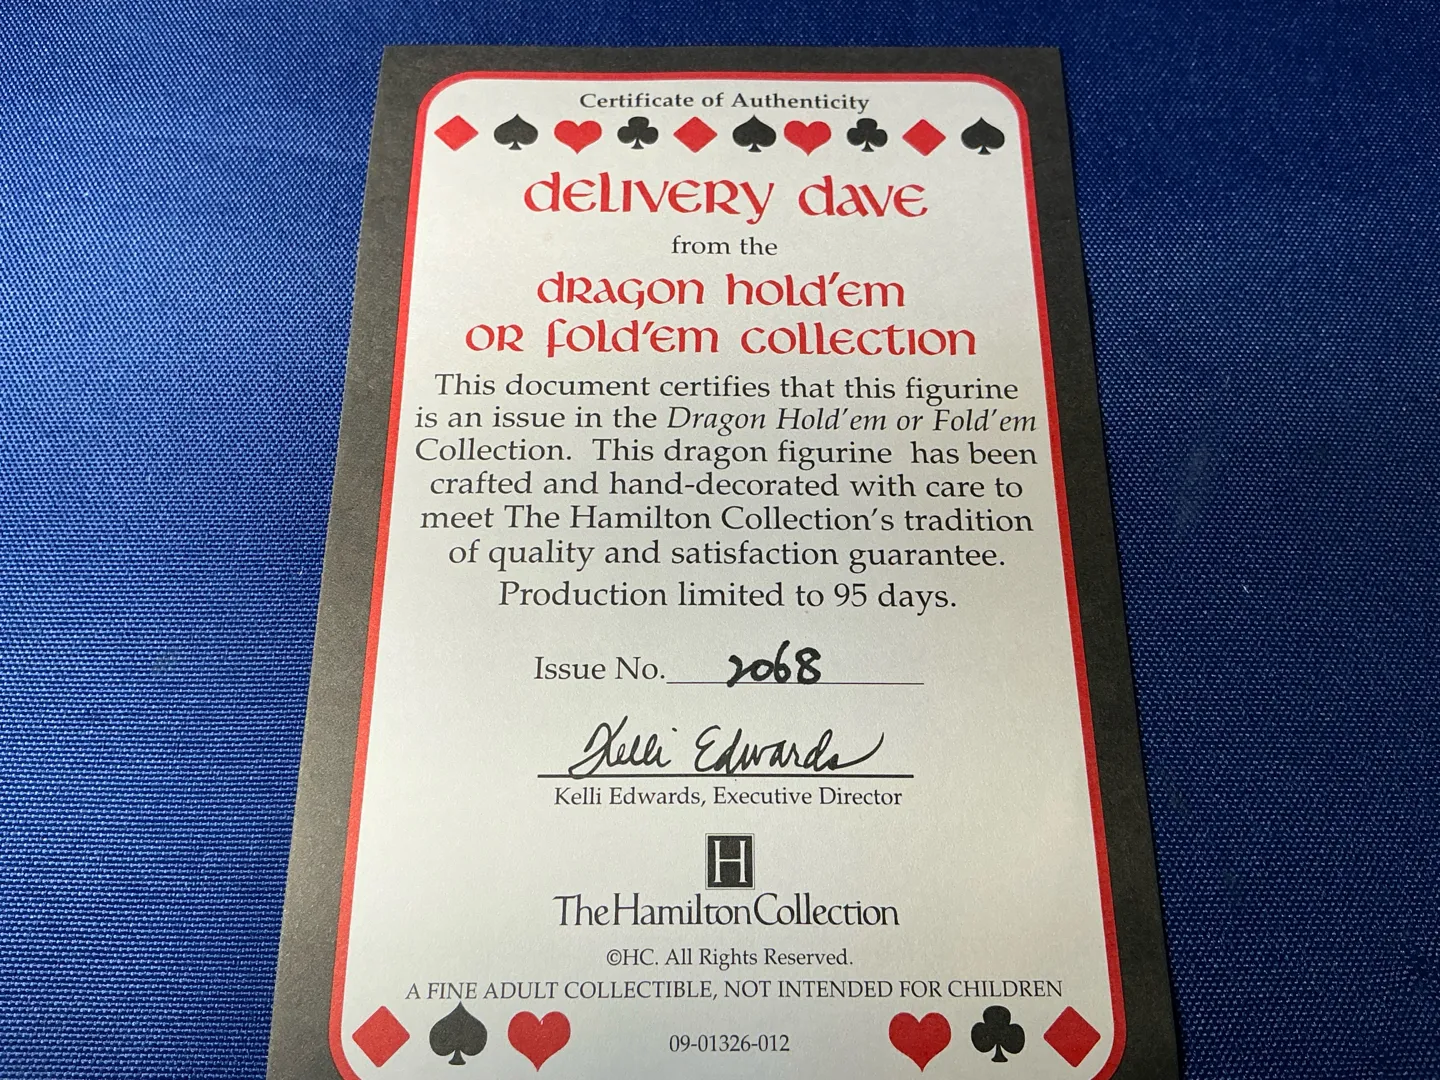 Certificate of Authenticity
delivery dave
from the
dragon hold'em
or fold'em collection
This document certifies that this figurine
is an issue in the Dragon Hold'em or Fold'em
Collection. This dragon figurine has been
crafted and hand-decorated with care to
meet The Hamilton Collection's tradition
of quality and satisfaction guarantee.
Production limited to 95 days.
Issue No. 2068
Kelli Edwards
Kelli Edwards, Executive Director
H
The Hamilton Collection
©HC. All Rights Reserved.
A FINE ADULT COLLECTIBLE, NOT INTENDED FOR CHILDREN
09-01326-012